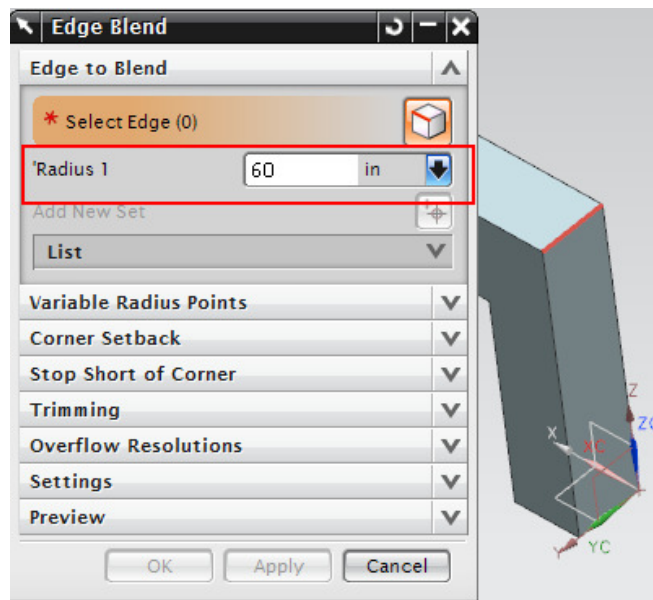 Edge Blend
Edge to Blend
* Select Edge (0)
*Radius 1 60 in
Add New Set
List
Variable Radius Points
Corner Setback
Stop Short of Corner
Trimming
Overflow Resolutions
Settings
Preview
OK Apply Cancel
Z
ZC
X
XC
Y
YC